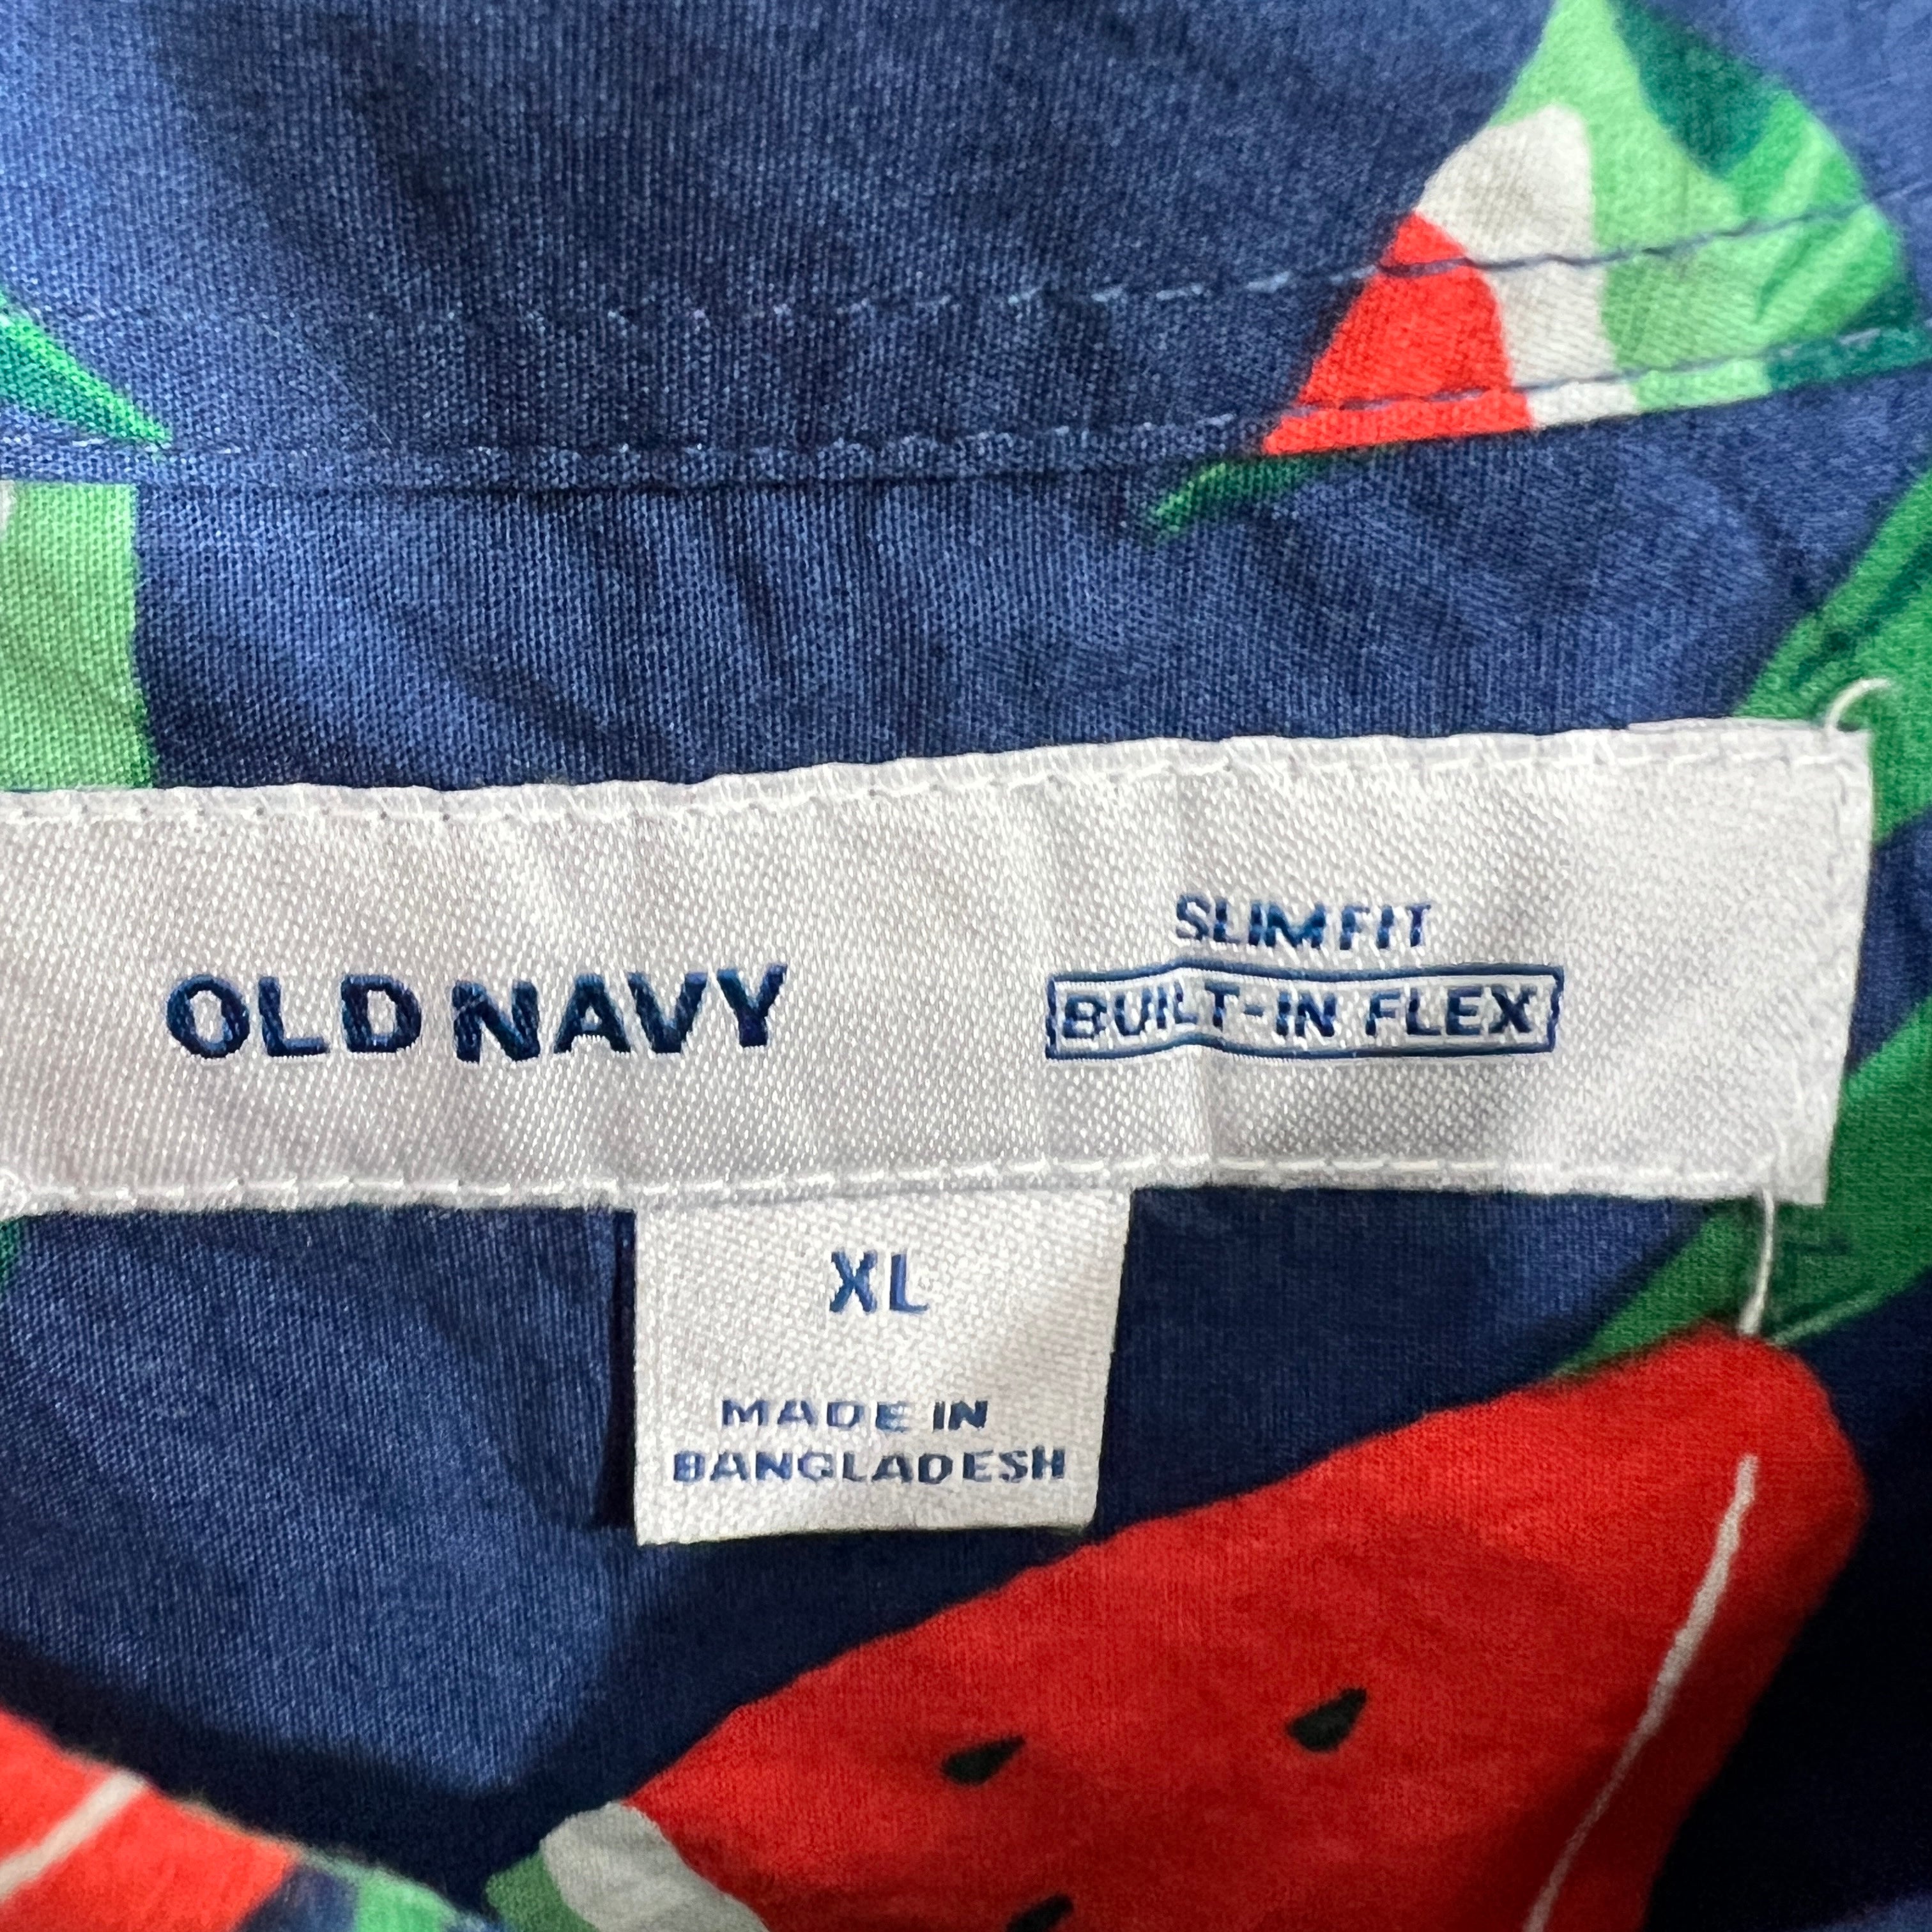 OLD NAVY
SLIM FIT
BUILT-IN FLEX
XL
MADE IN
BANGLADESH